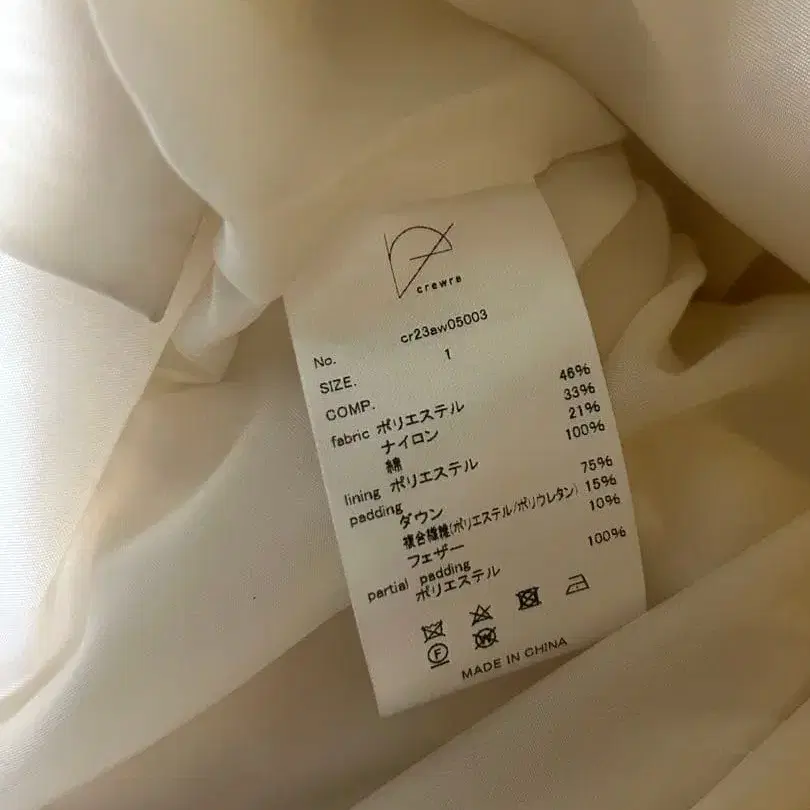 crewre
No. cr23aw05003
SIZE. 1
COMP.
fabric ポリエステル 46%
ナイロン 33%
綿 21%
lining ポリエステル 100%
padding
ダウン 75%
複合繊維(ポリエステル/ポリウレタン) 15%
フェザー 10%
partial padding
ポリエステル 100%
F W
MADE IN CHINA